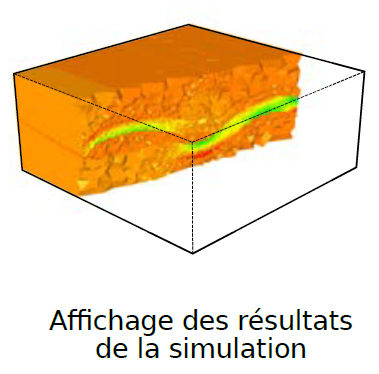 Affichage des résultats
de la simulation